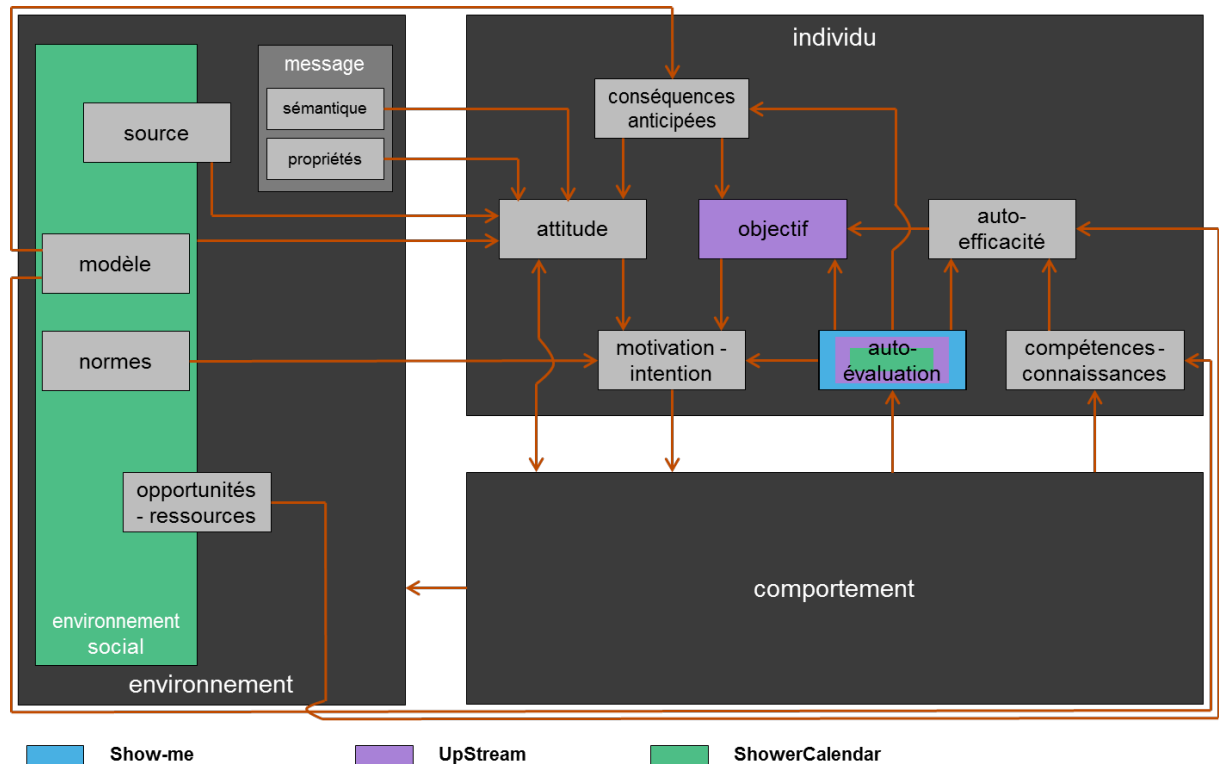 individu
message
sémantique
propriétés
source
modèle
normes
opportunités
- ressources
environnement
social
environnement
conséquences
anticipées
attitude
objectif
auto-
efficacité
motivation -
intention
auto-
évaluation
compétences -
connaissances
comportement
Show-me
UpStream
ShowerCalendar